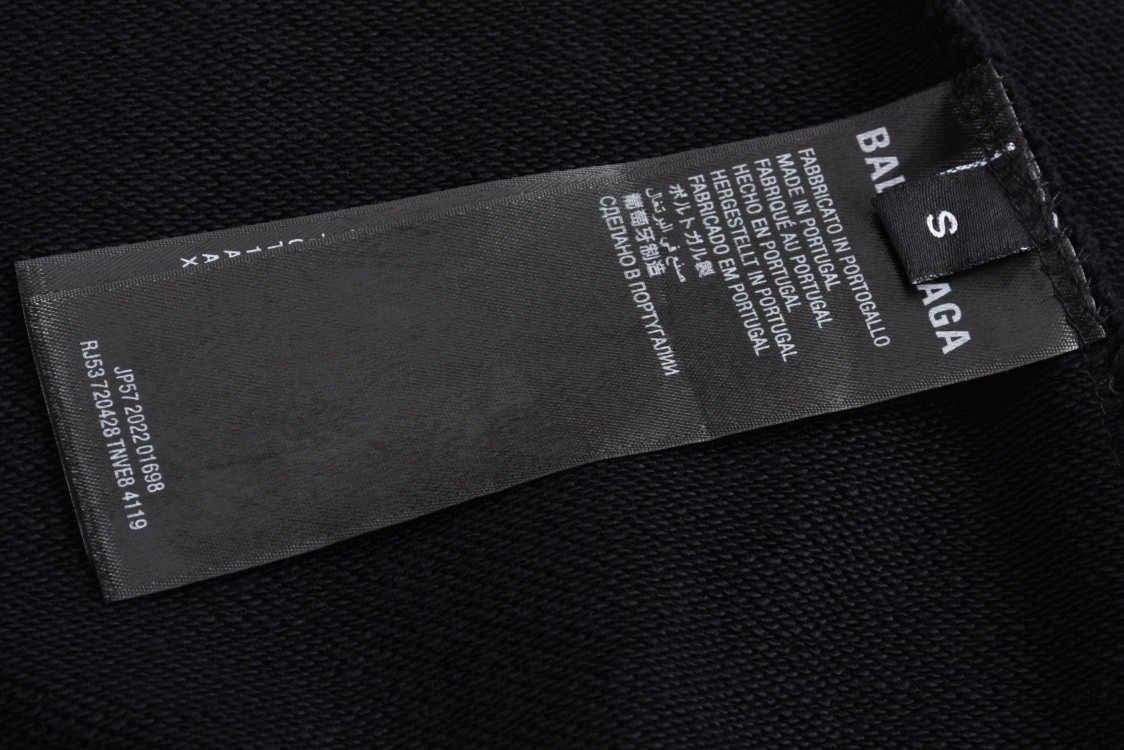 BAL AGA
S
FABBRICATO IN PORTOGALLO
MADE IN PORTUGAL
FABRIQUÉ AU PORTUGAL
HECHO EN PORTUGAL
HERGESTELLT IN PORTUGAL
FABRICADO EM PORTUGAL
ポルトガル製
صنع في البرتغال
葡萄牙制造
СДЕЛАНО В ПОРТУГАЛИИ
JP57 2022 01698
RJ53 720428 TNVE8 4119